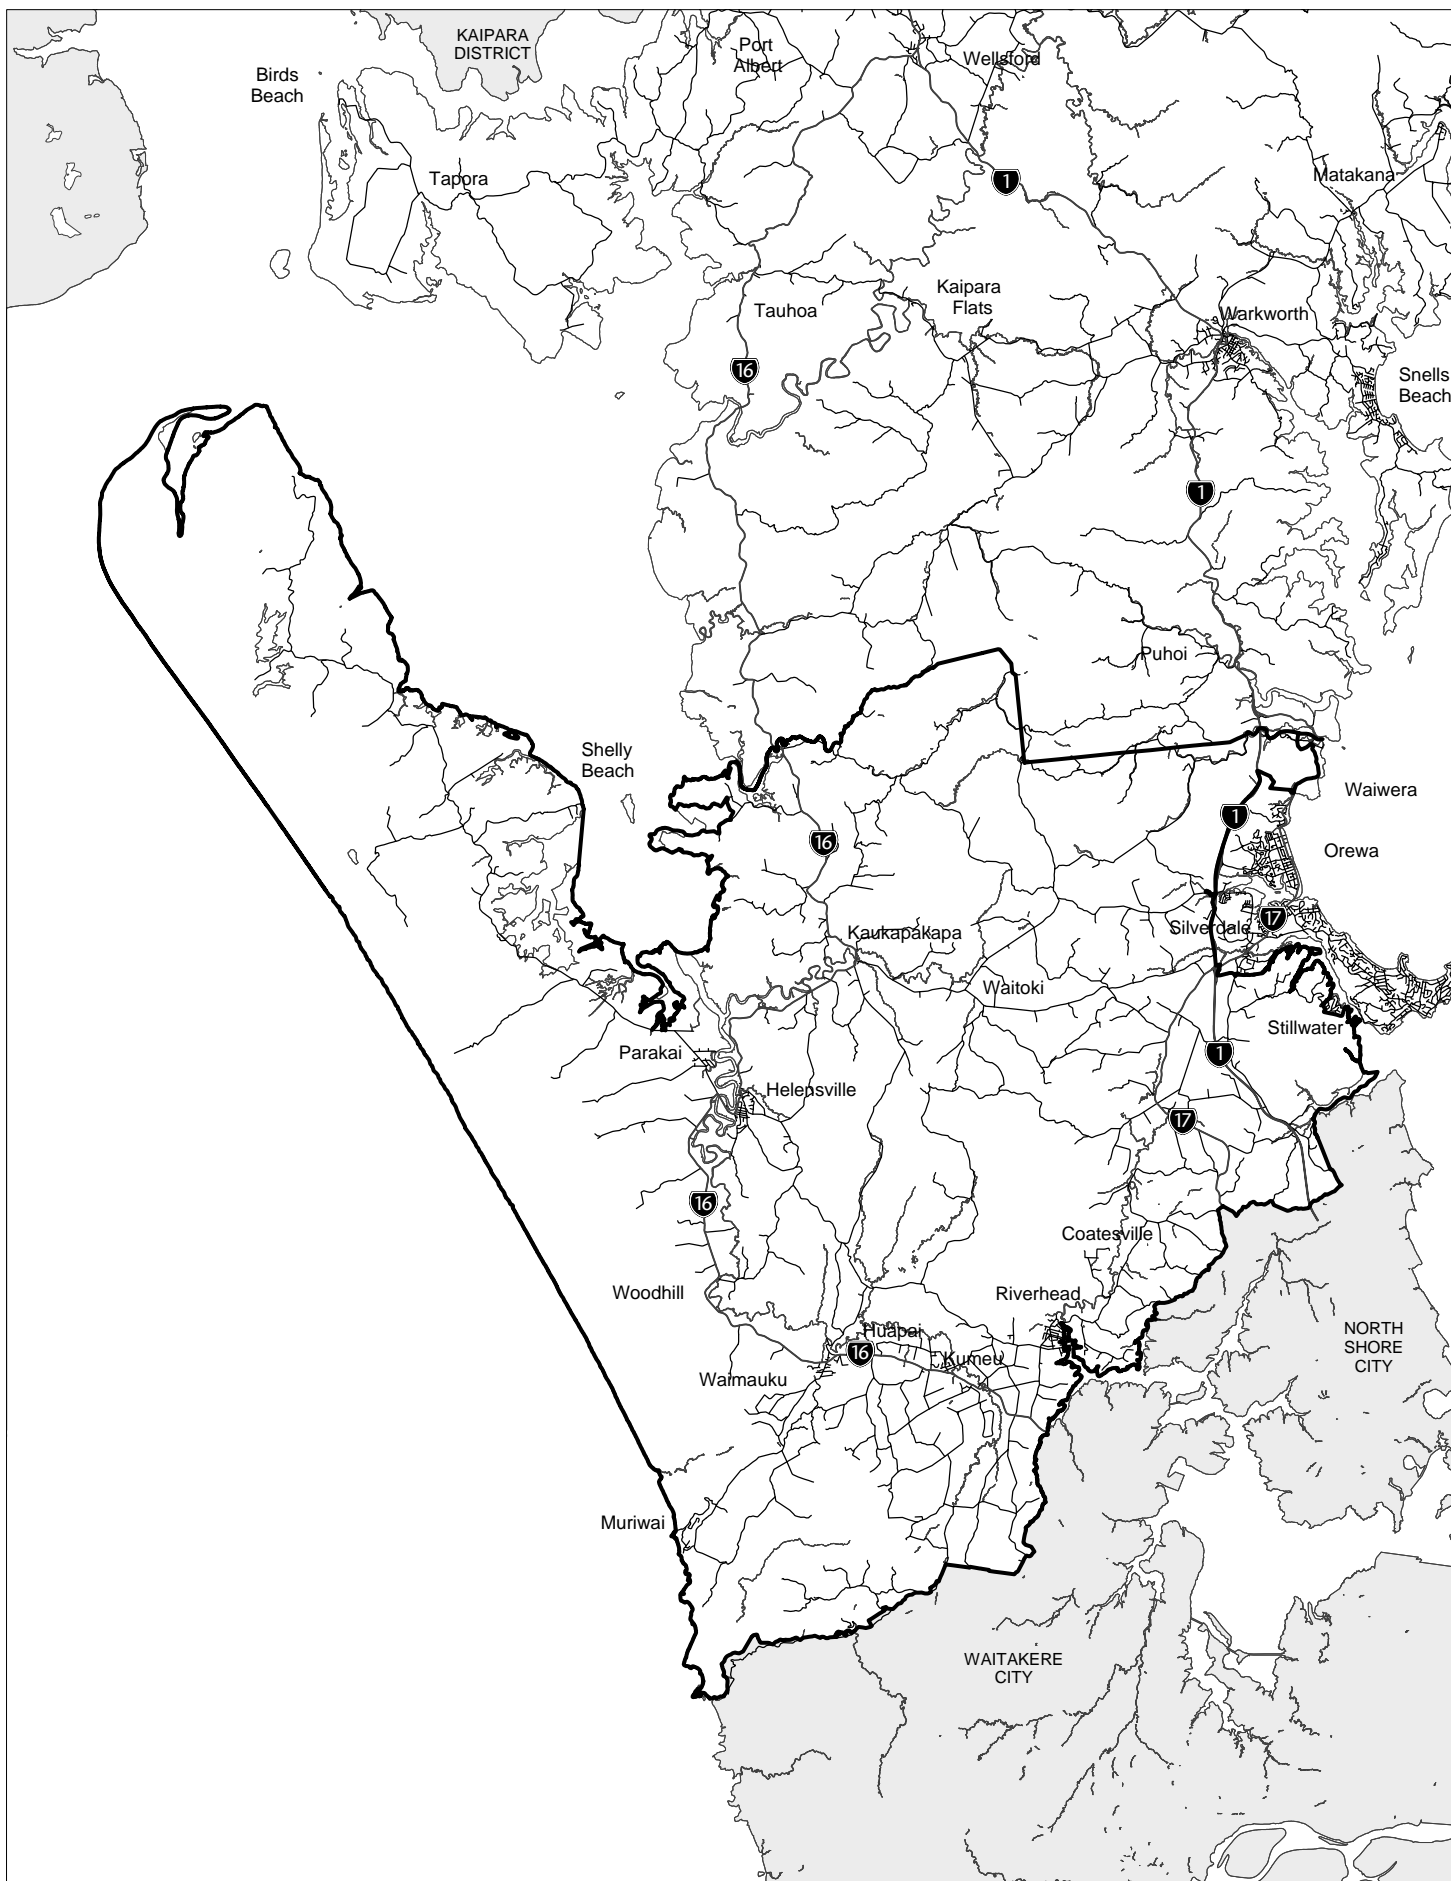 KAIPARA
DISTRICT
Port
Albert
Wellsford
Birds
Beach
Tapora
1
Matakana
Kaipara
Flats
Tauhoa
Warkworth
16
Snells
Beach
1
Puhoi
Shelly
Beach
Waiwera
1
16
Orewa
17
Silverdale
Kaukapakapa
Waitoki
Stillwater
Parakai
1
Helensville
17
16
Coatesville
Woodhill
Riverhead
Huapai
NORTH
SHORE
CITY
16
Kumeu
Waimauku
Muriwai
WAITAKERE
CITY